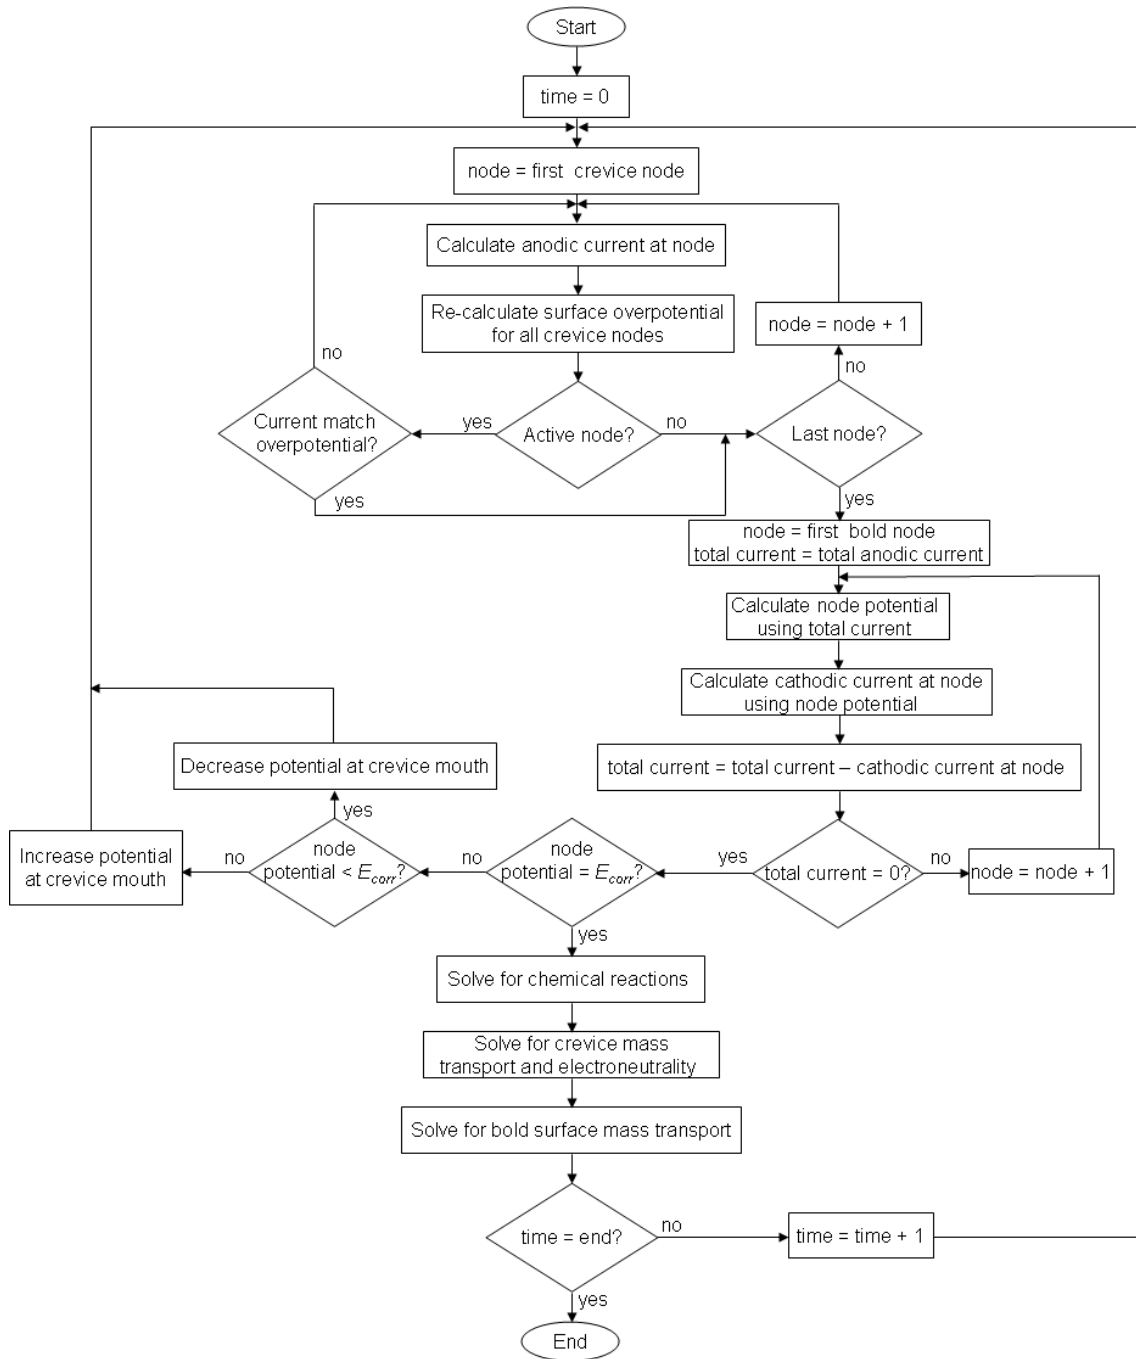 Start
time = 0
node = first crevice node
Calculate anodic current at node
Re-calculate surface overpotential
for all crevice nodes
node = node + 1
no
no
Current match
overpotential?
yes
Active node?
no
Last node?
yes
yes
node = first bold node
total current = total anodic current
Calculate node potential
using total current
Calculate cathodic current at node
using node potential
Decrease potential at crevice mouth
total current = total current – cathodic current at node
yes
Increase potential
at crevice mouth
no
node
potential < Ecorr?
no
node
potential = Ecorr?
yes
total current = 0?
no
node = node + 1
yes
Solve for chemical reactions
Solve for crevice mass
transport and electroneutrality
Solve for bold surface mass transport
time = end?
no
time = time + 1
yes
End